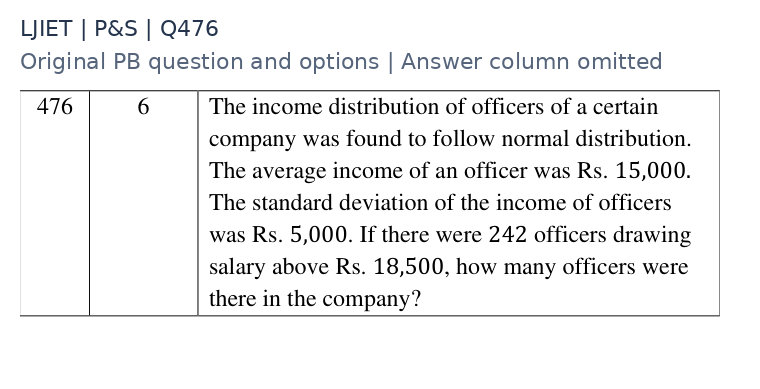 LJIET | P&S | Q476
Original PB question and options | Answer column omitted
476 6 The income distribution of officers of a certain
company was found to follow normal distribution.
The average income of an officer was Rs. 15,000.
The standard deviation of the income of officers
was Rs. 5,000. If there were 242 officers drawing
salary above Rs. 18,500, how many officers were
there in the company?